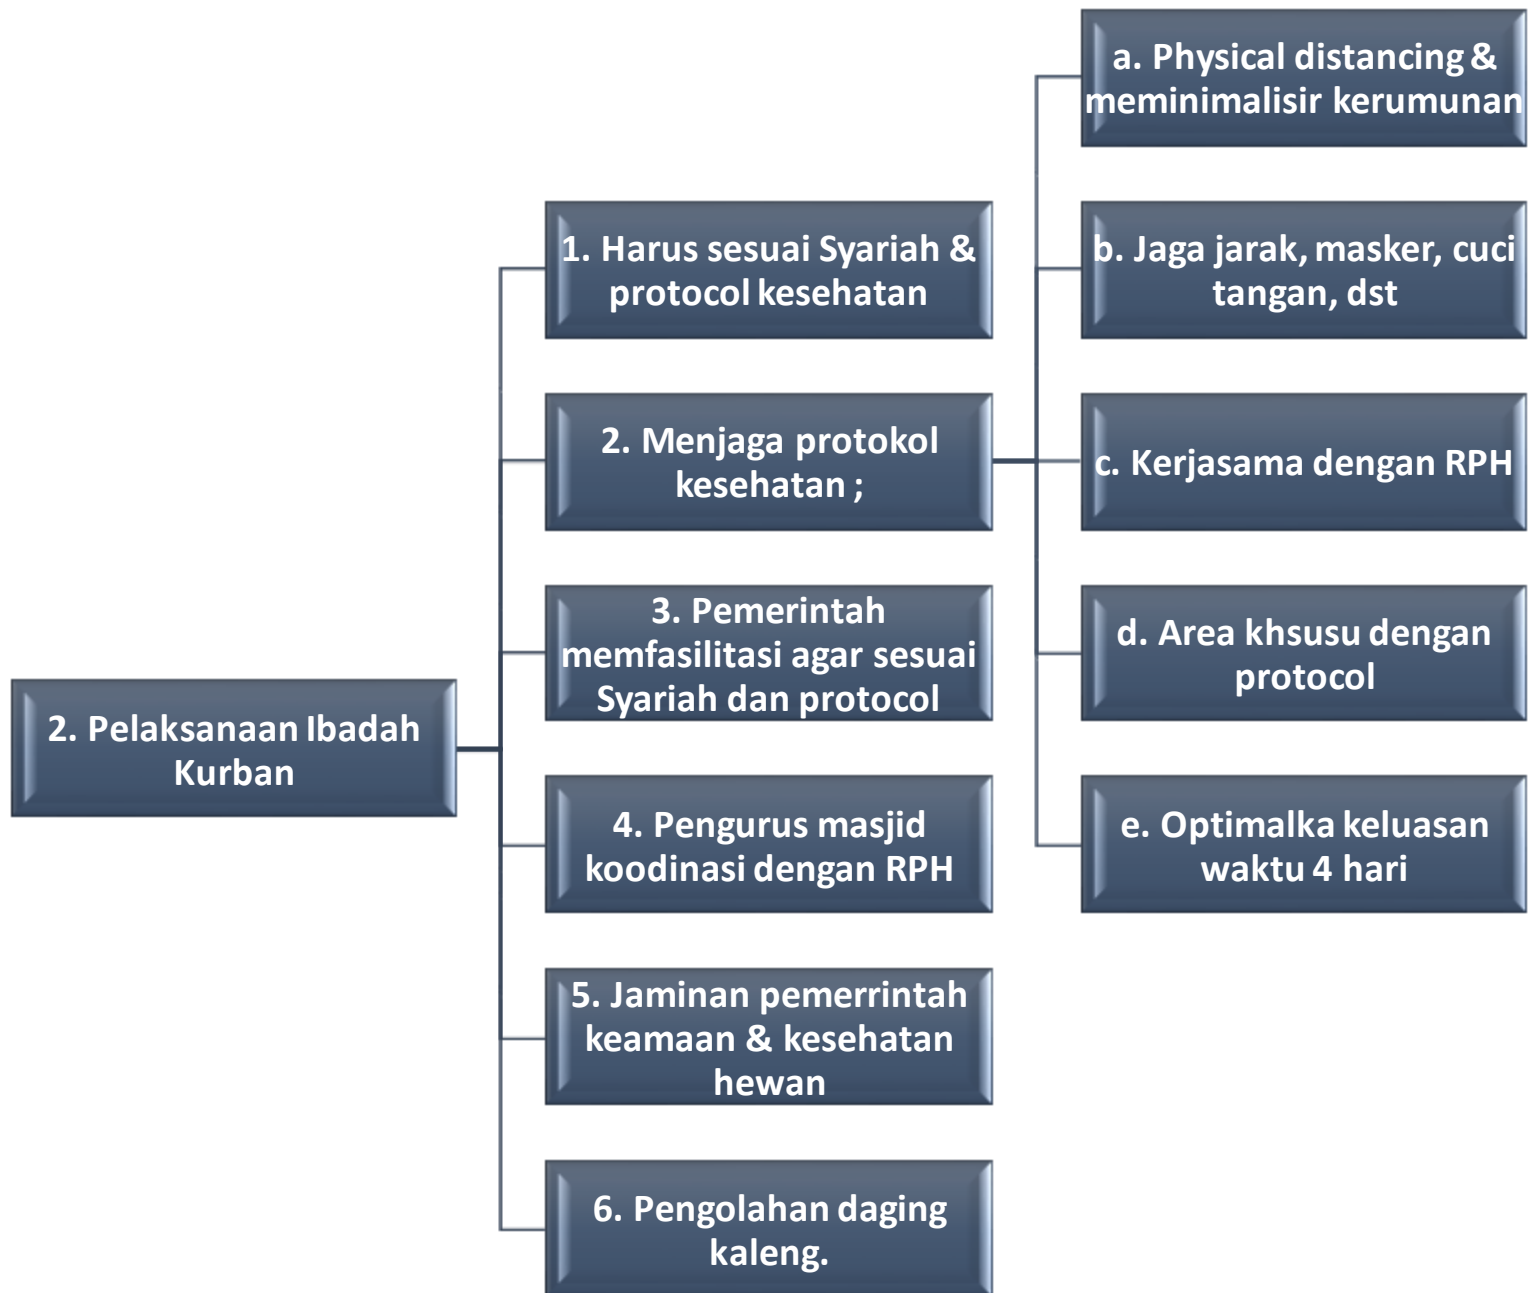 2. Pelaksanaan Ibadah
Kurban
1. Harus sesuai Syariah &
protocol kesehatan
2. Menjaga protokol
kesehatan ;
a. Physical distancing &
meminimalisir kerumunan
b. Jaga jarak, masker, cuci
tangan, dst
c. Kerjasama dengan RPH
d. Area khsusu dengan
protocol
e. Optimalka keluasan
waktu 4 hari
3. Pemerintah
memfasilitasi agar sesuai
Syariah dan protocol
4. Pengurus masjid
koodinasi dengan RPH
5. Jaminan pemerrintah
keamaan & kesehatan
hewan
6. Pengolahan daging
kaleng.